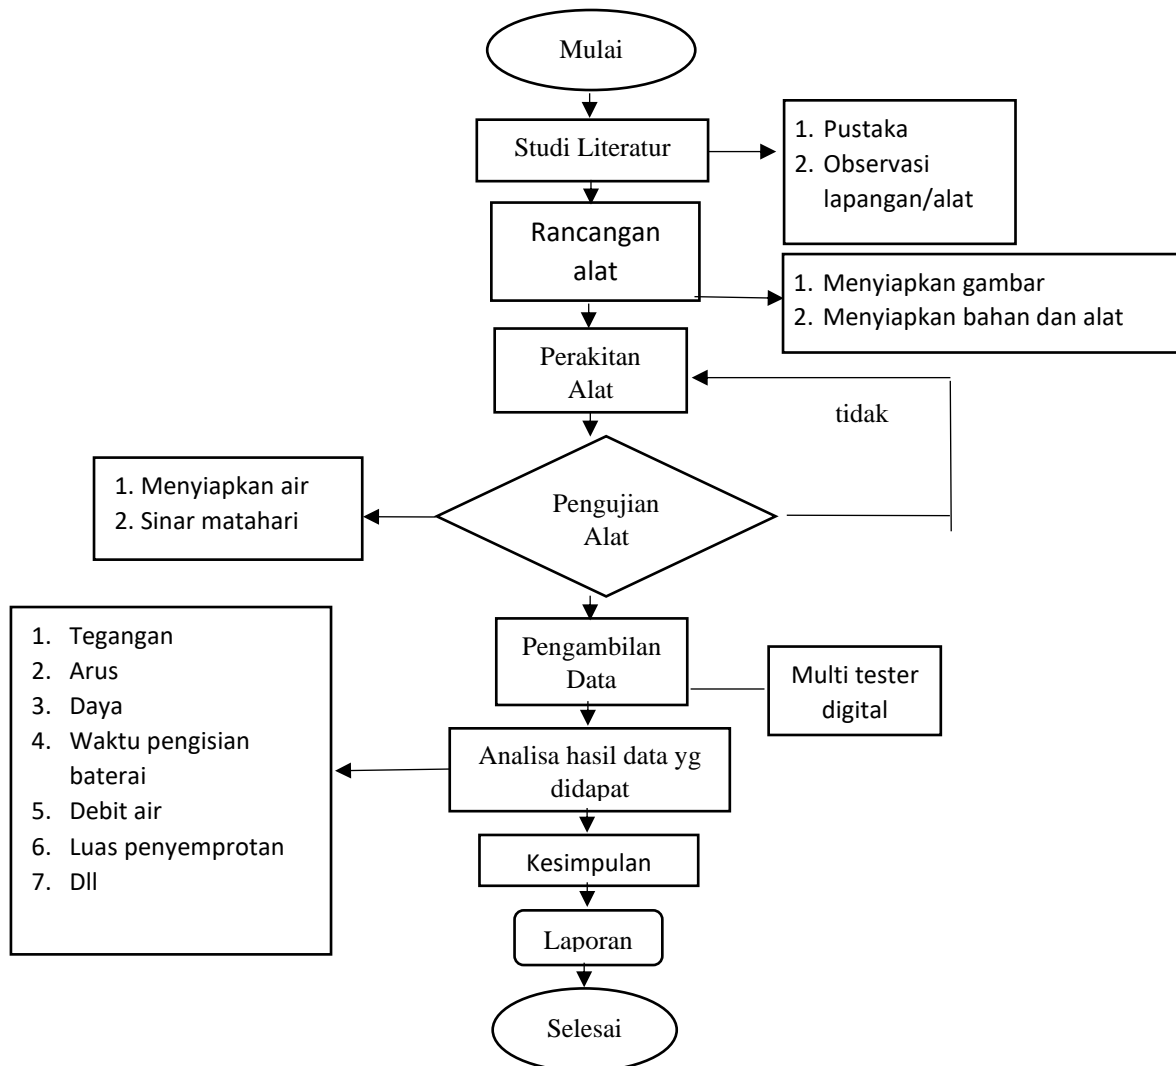 Mulai
Studi Literatur
1. Pustaka
2. Observasi
lapangan/alat
Rancangan
alat
1. Menyiapkan gambar
2. Menyiapkan bahan dan alat
Perakitan
Alat
tidak
Pengujian
Alat
1. Menyiapkan air
2. Sinar matahari
Pengambilan
Data
Multi tester
digital
Analisa hasil data yg
didapat
1. Tegangan
2. Arus
3. Daya
4. Waktu pengisian
baterai
5. Debit air
6. Luas penyemprotan
7. Dll
Kesimpulan
Laporan
Selesai